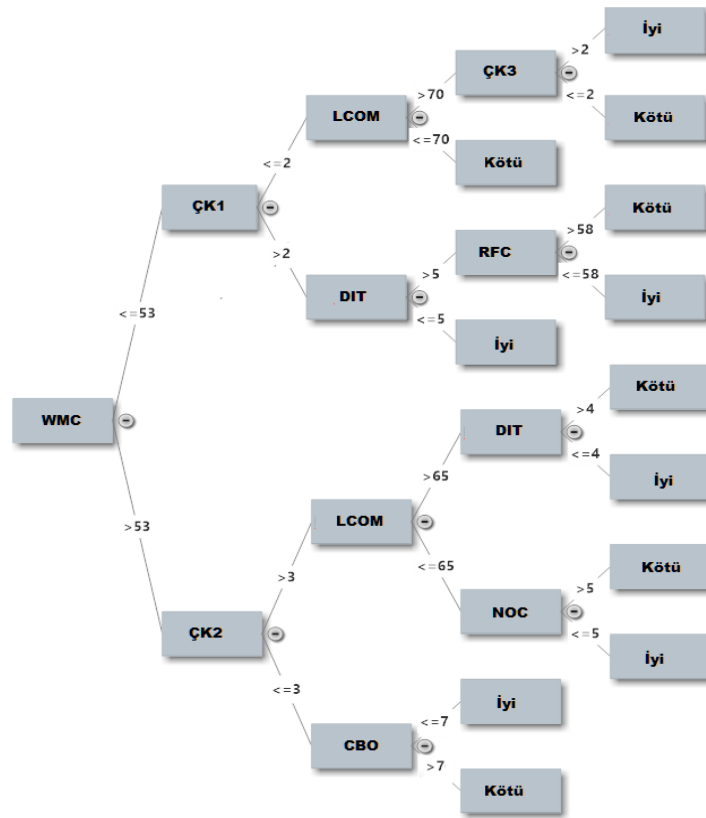 İyi
>2
ÇK3
>70
<=2
LCOM
Kötü
<=70
<=2
Kötü
ÇK1
Kötü
>58
>2
RFC
>5
<=58
DIT
İyi
<=5
<=53
İyi
Kötü
>4
WMC
DIT
<=4
>65
İyi
>53
LCOM
<=65
Kötü
>3
>5
NOC
<=5
ÇK2
İyi
<=3
İyi
<=7
CBO
>7
Kötü